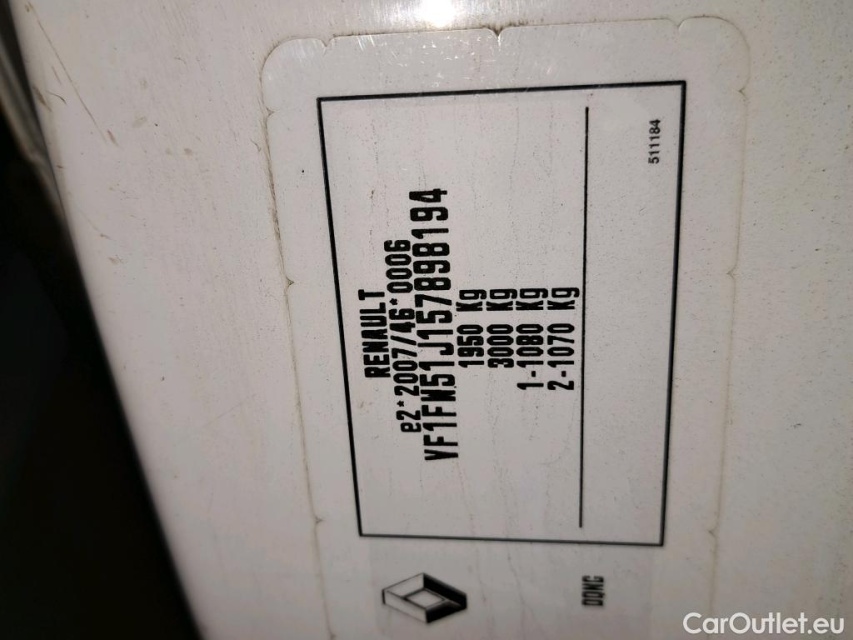 RENAULT
e2*2007/46*0006
VF1FW51J157898194
1950 Kg
3000 Kg
1-1080 Kg
2-1070 Kg
511184
CarOutlet.eu